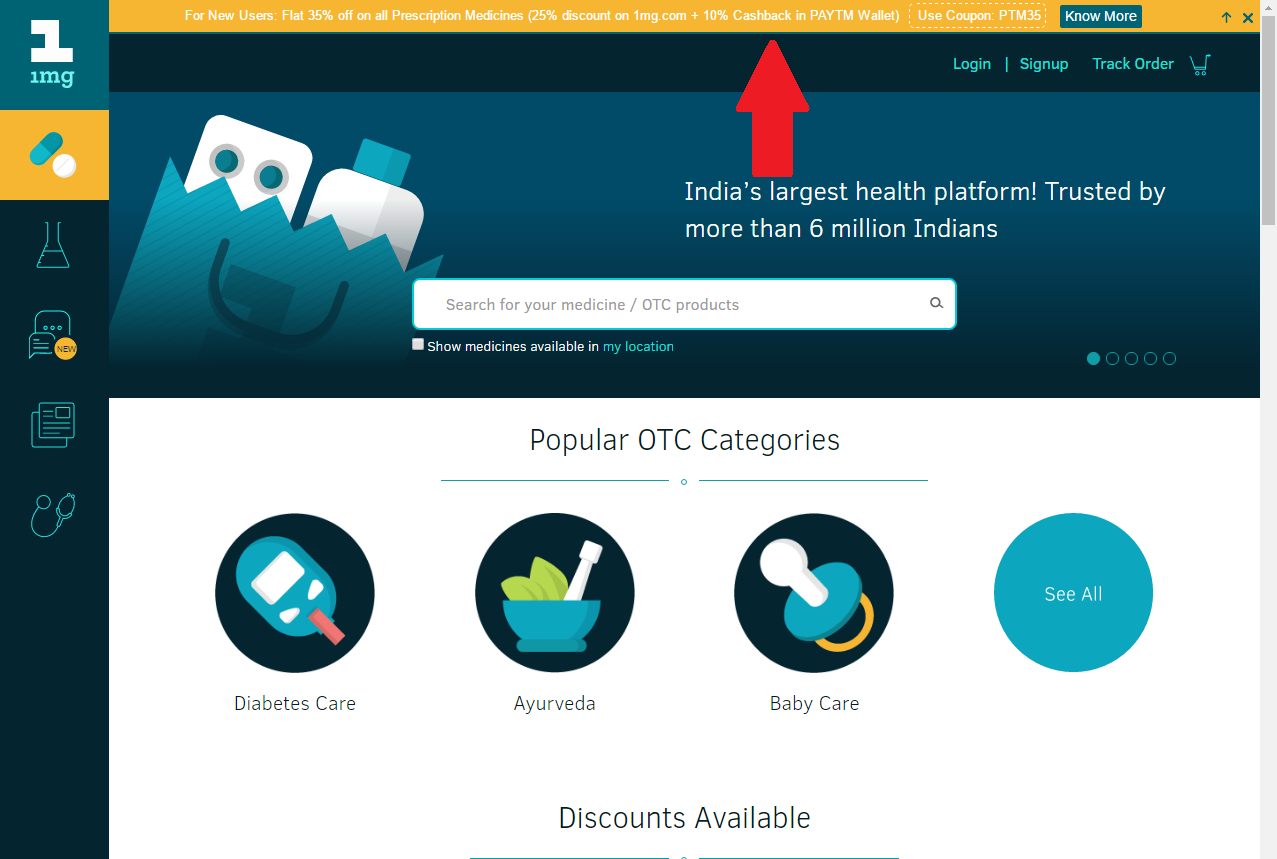 For New Users: Flat 35% off on all Prescription Medicines (25% discount on 1mg.com + 10% Cashback in PAYTM Wallet) Use Coupon: PTM35 Know More
1mg
Login | Signup Track Order
India's largest health platform! Trusted by
more than 6 million Indians
Search for your medicine / OTC products
Show medicines available in my location
NEW
Popular OTC Categories
See All
Diabetes Care Ayurveda Baby Care
Discounts Available